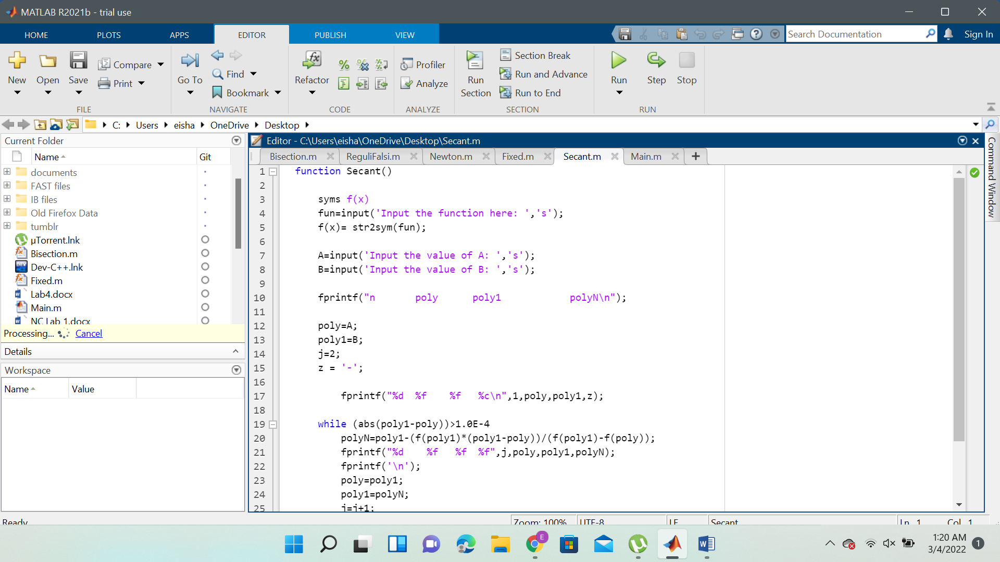 MATLAB R2021b - trial use
HOME PLOTS APPS EDITOR PUBLISH VIEW Search Documentation Sign In
New Open Save Compare Print
FILE
Go To Find Bookmark
NAVIGATE
Refactor
CODE
Profiler Analyze
ANALYZE
Run Section Section Break Run and Advance Run to End
SECTION
Run Step Stop
RUN
C: Users eisha OneDrive Desktop
Current Folder
Name Git
documents
FAST files
IB files
Old Firefox Data
tumblr
µTorrent.lnk
Bisection.m
Dev-C++.lnk
Fixed.m
Lab4.docx
Main.m
NC Lab 1.docx
Processing... Cancel
Details
Workspace
Name Value
Editor - C:\Users\eisha\OneDrive\Desktop\Secant.m
Bisection.m ReguliFalsi.m Newton.m Fixed.m Secant.m Main.m
1 function Secant()
2
3 syms f(x)
4 fun=input('Input the function here: ','s');
5 f(x)= str2sym(fun);
6
7 A=input('Input the value of A: ','s');
8 B=input('Input the value of B: ','s');
9
10 fprintf("n       poly      poly1            polyN\n");
11
12 poly=A;
13 poly1=B;
14 j=2;
15 z = '-';
16
17 fprintf("%d  %f    %f   %c\n",1,poly,poly1,z);
18
19 while (abs(poly1-poly))>1.0E-4
20 polyN=poly1-(f(poly1)*(poly1-poly))/(f(poly1)-f(poly));
21 fprintf("%d    %f   %f  %f",j,poly,poly1,polyN);
22 fprintf('\n');
23 poly=poly1;
24 poly1=polyN;
25 j=j+1;
Command Window
Ready Zoom: 100% UTF-8 LF Secant Ln 1 Col 1
E
1:20 AM
3/4/2022
1